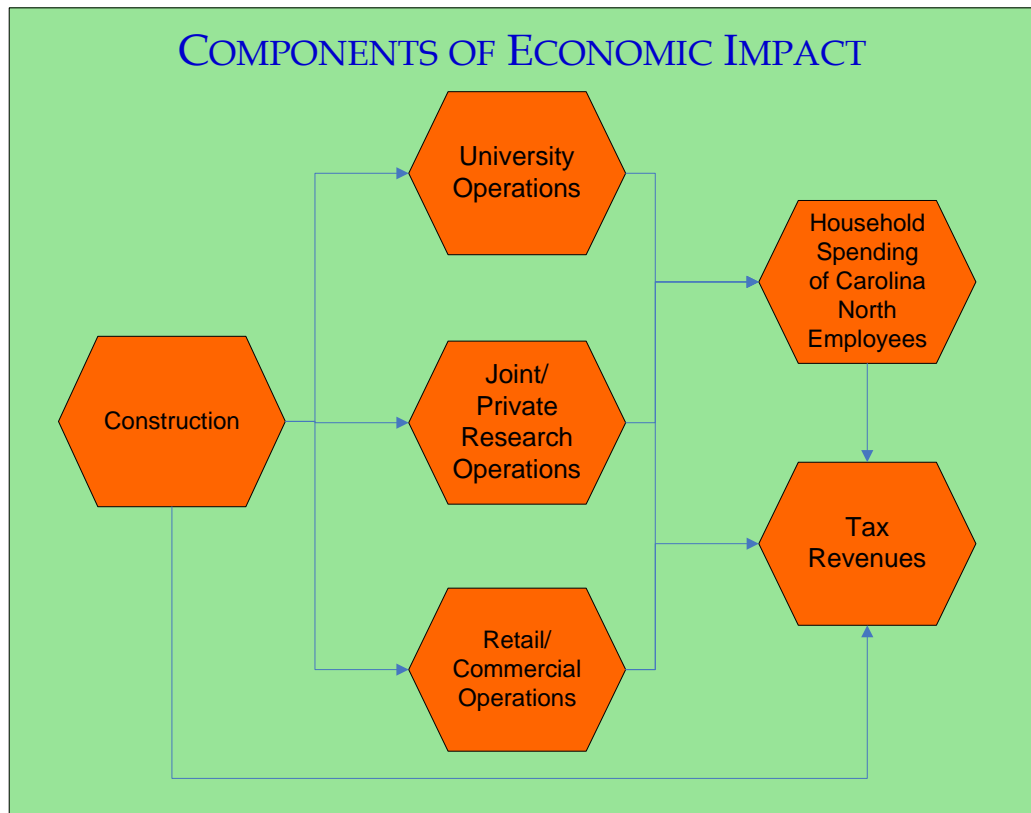 COMPONENTS OF ECONOMIC IMPACT
University
Operations
Household
Spending
of Carolina
North
Employees
Construction
Joint/
Private
Research
Operations
Tax
Revenues
Retail/
Commercial
Operations